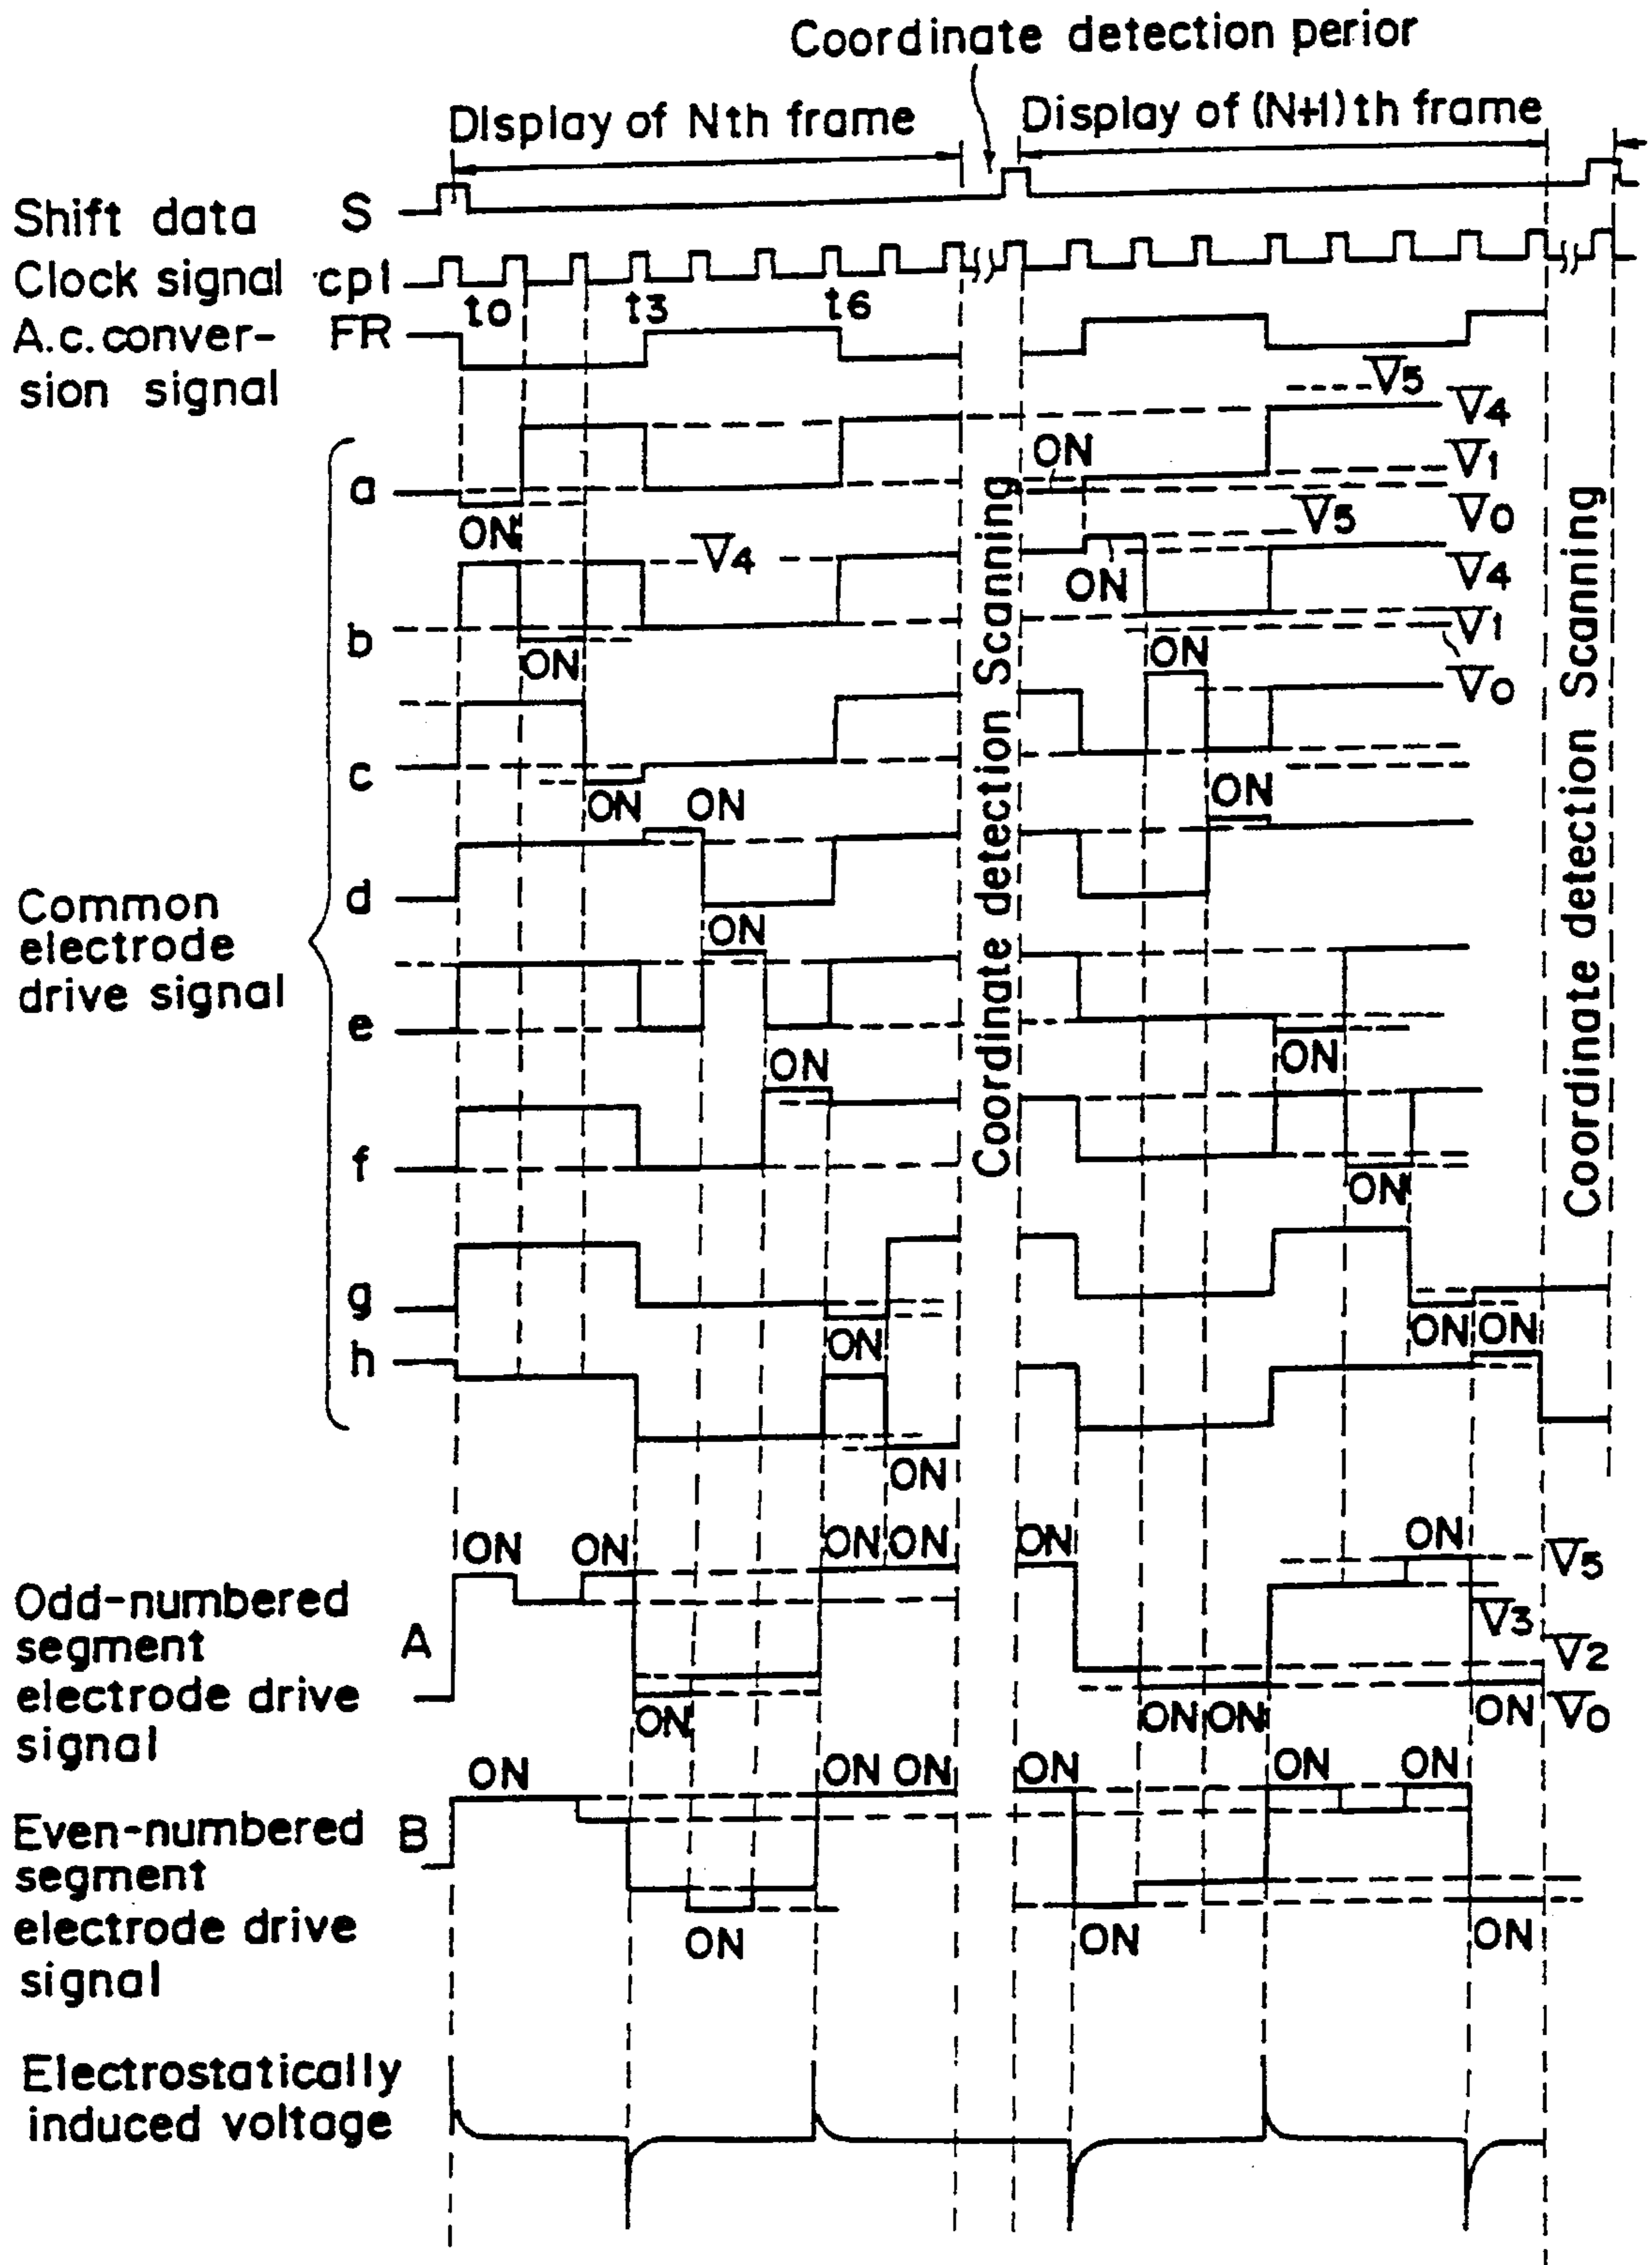 Coordinate detection perior
Display of Nth frame
Display of (N+1)th frame
Shift data S
Clock signal cp1
t0 t3 t6
A.c.conver-
sion signal
FR
V5
V4
ON
V1
a
V5 V0
ON
V4
V4
ON
b
V1
ON
ON
V0
c
ON
ON ON
d
Common
electrode
drive signal
ON
e
ON
ON
f
ON
g
ON
ON ON
h
ON
Coordinate detection Scanning
Coordinate detection Scanning
ON ON ON ON ON ON
V5
Odd-numbered
segment
electrode drive
signal
A
V3
V2
ON
ON ON ON
V0
ON ON ON ON ON ON
Even-numbered
segment
electrode drive
signal
B
ON ON ON
Electrostatically
induced voltage